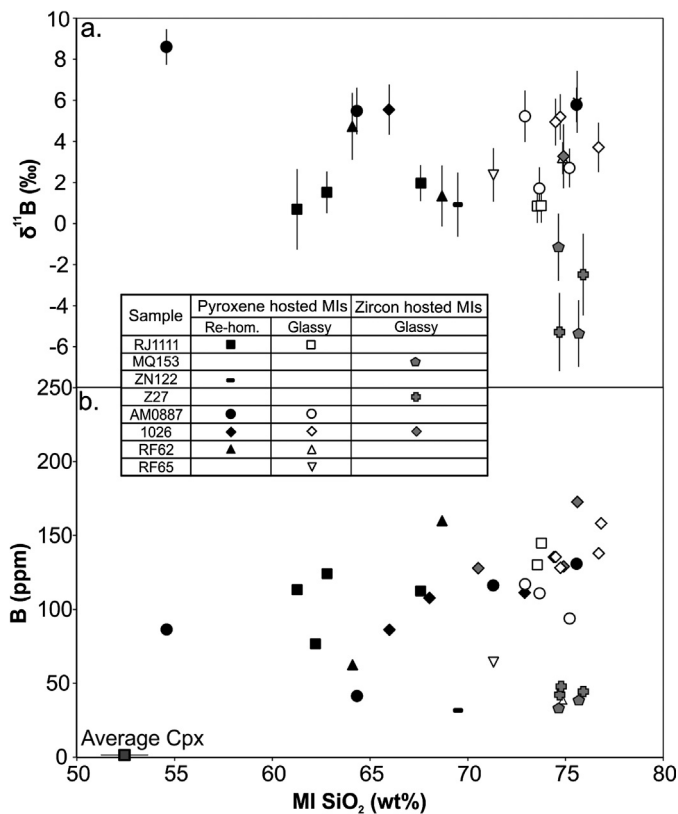 a.
10
8
6
4
2
0
-2
-4
-6
δ¹¹B (‰)
Sample Pyroxene hosted MIs Zircon hosted MIs
Re-hom. Glassy Glassy
RJ1111
MQ153
ZN122
Z27
AM0887
1026
RF62
RF65
b.
250
200
150
100
50
0
B (ppm)
Average Cpx
50 55 60 65 70 75 80
MI SiO₂ (wt%)